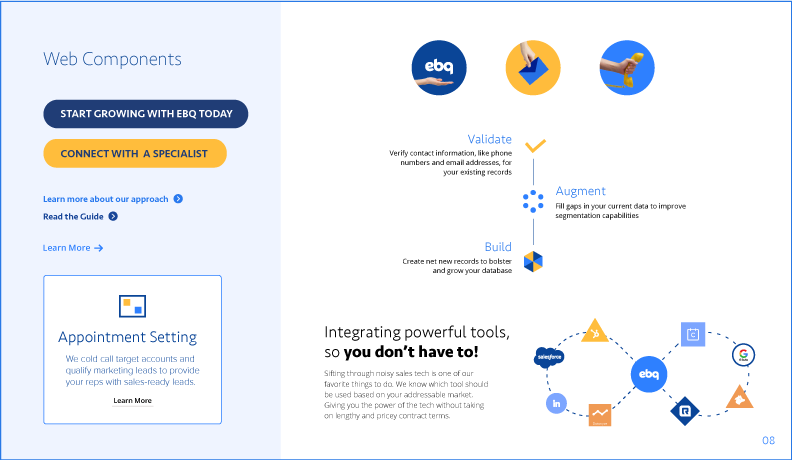 Web Components
START GROWING WITH EBQ TODAY
CONNECT WITH A SPECIALIST
Learn more about our approach
Read the Guide
Learn More
Appointment Setting
We cold call target accounts and
qualify marketing leads to provide
your reps with sales-ready leads.
Learn More
ebq
Validate
Verify contact information, like phone
numbers and email addresses, for
your existing records
Augment
Fill gaps in your current data to improve
segmentation capabilities
Build
Create net new records to bolster
and grow your database
Integrating powerful tools,
so you don’t have to!
Sifting through noisy sales tech is one of our
favorite things to do. We know which tool should
be used based on your addressable market.
Giving you the power of the tech without taking
on lengthy and pricey contract terms.
salesforce
in
ebq
C
G
08